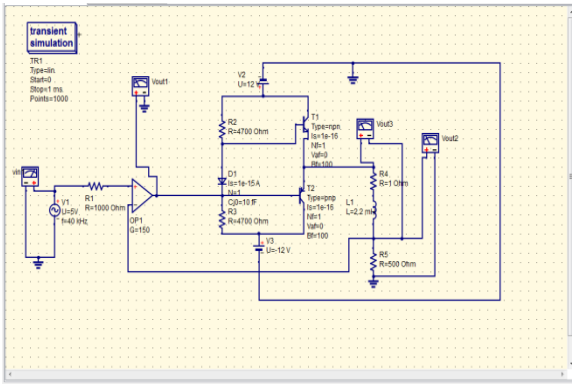 transient
simulation
TR1
Type=lin
Start=0
Stop=1 ms
Points=1000
Vout1
V2
U=12 V
R2
R=4700 Ohm
T1
Type=npn
Is=1e-16
Nf=1
Vaf=0
Bf=100
Vout3
Vout2
vin
V1
U=5V
f=40 kHz
R1
R=1000 Ohm
OP1
G=150
D1
Is=1e-15 A
N=1
Cj0=10 fF
R3
R=4700 Ohm
T2
Type=pnp
Is=1e-16
Nf=1
Vaf=0
Bf=100
R4
R=1 Ohm
L1
L=2.2 mH
V3
U=-12 V
R5
R=500 Ohm